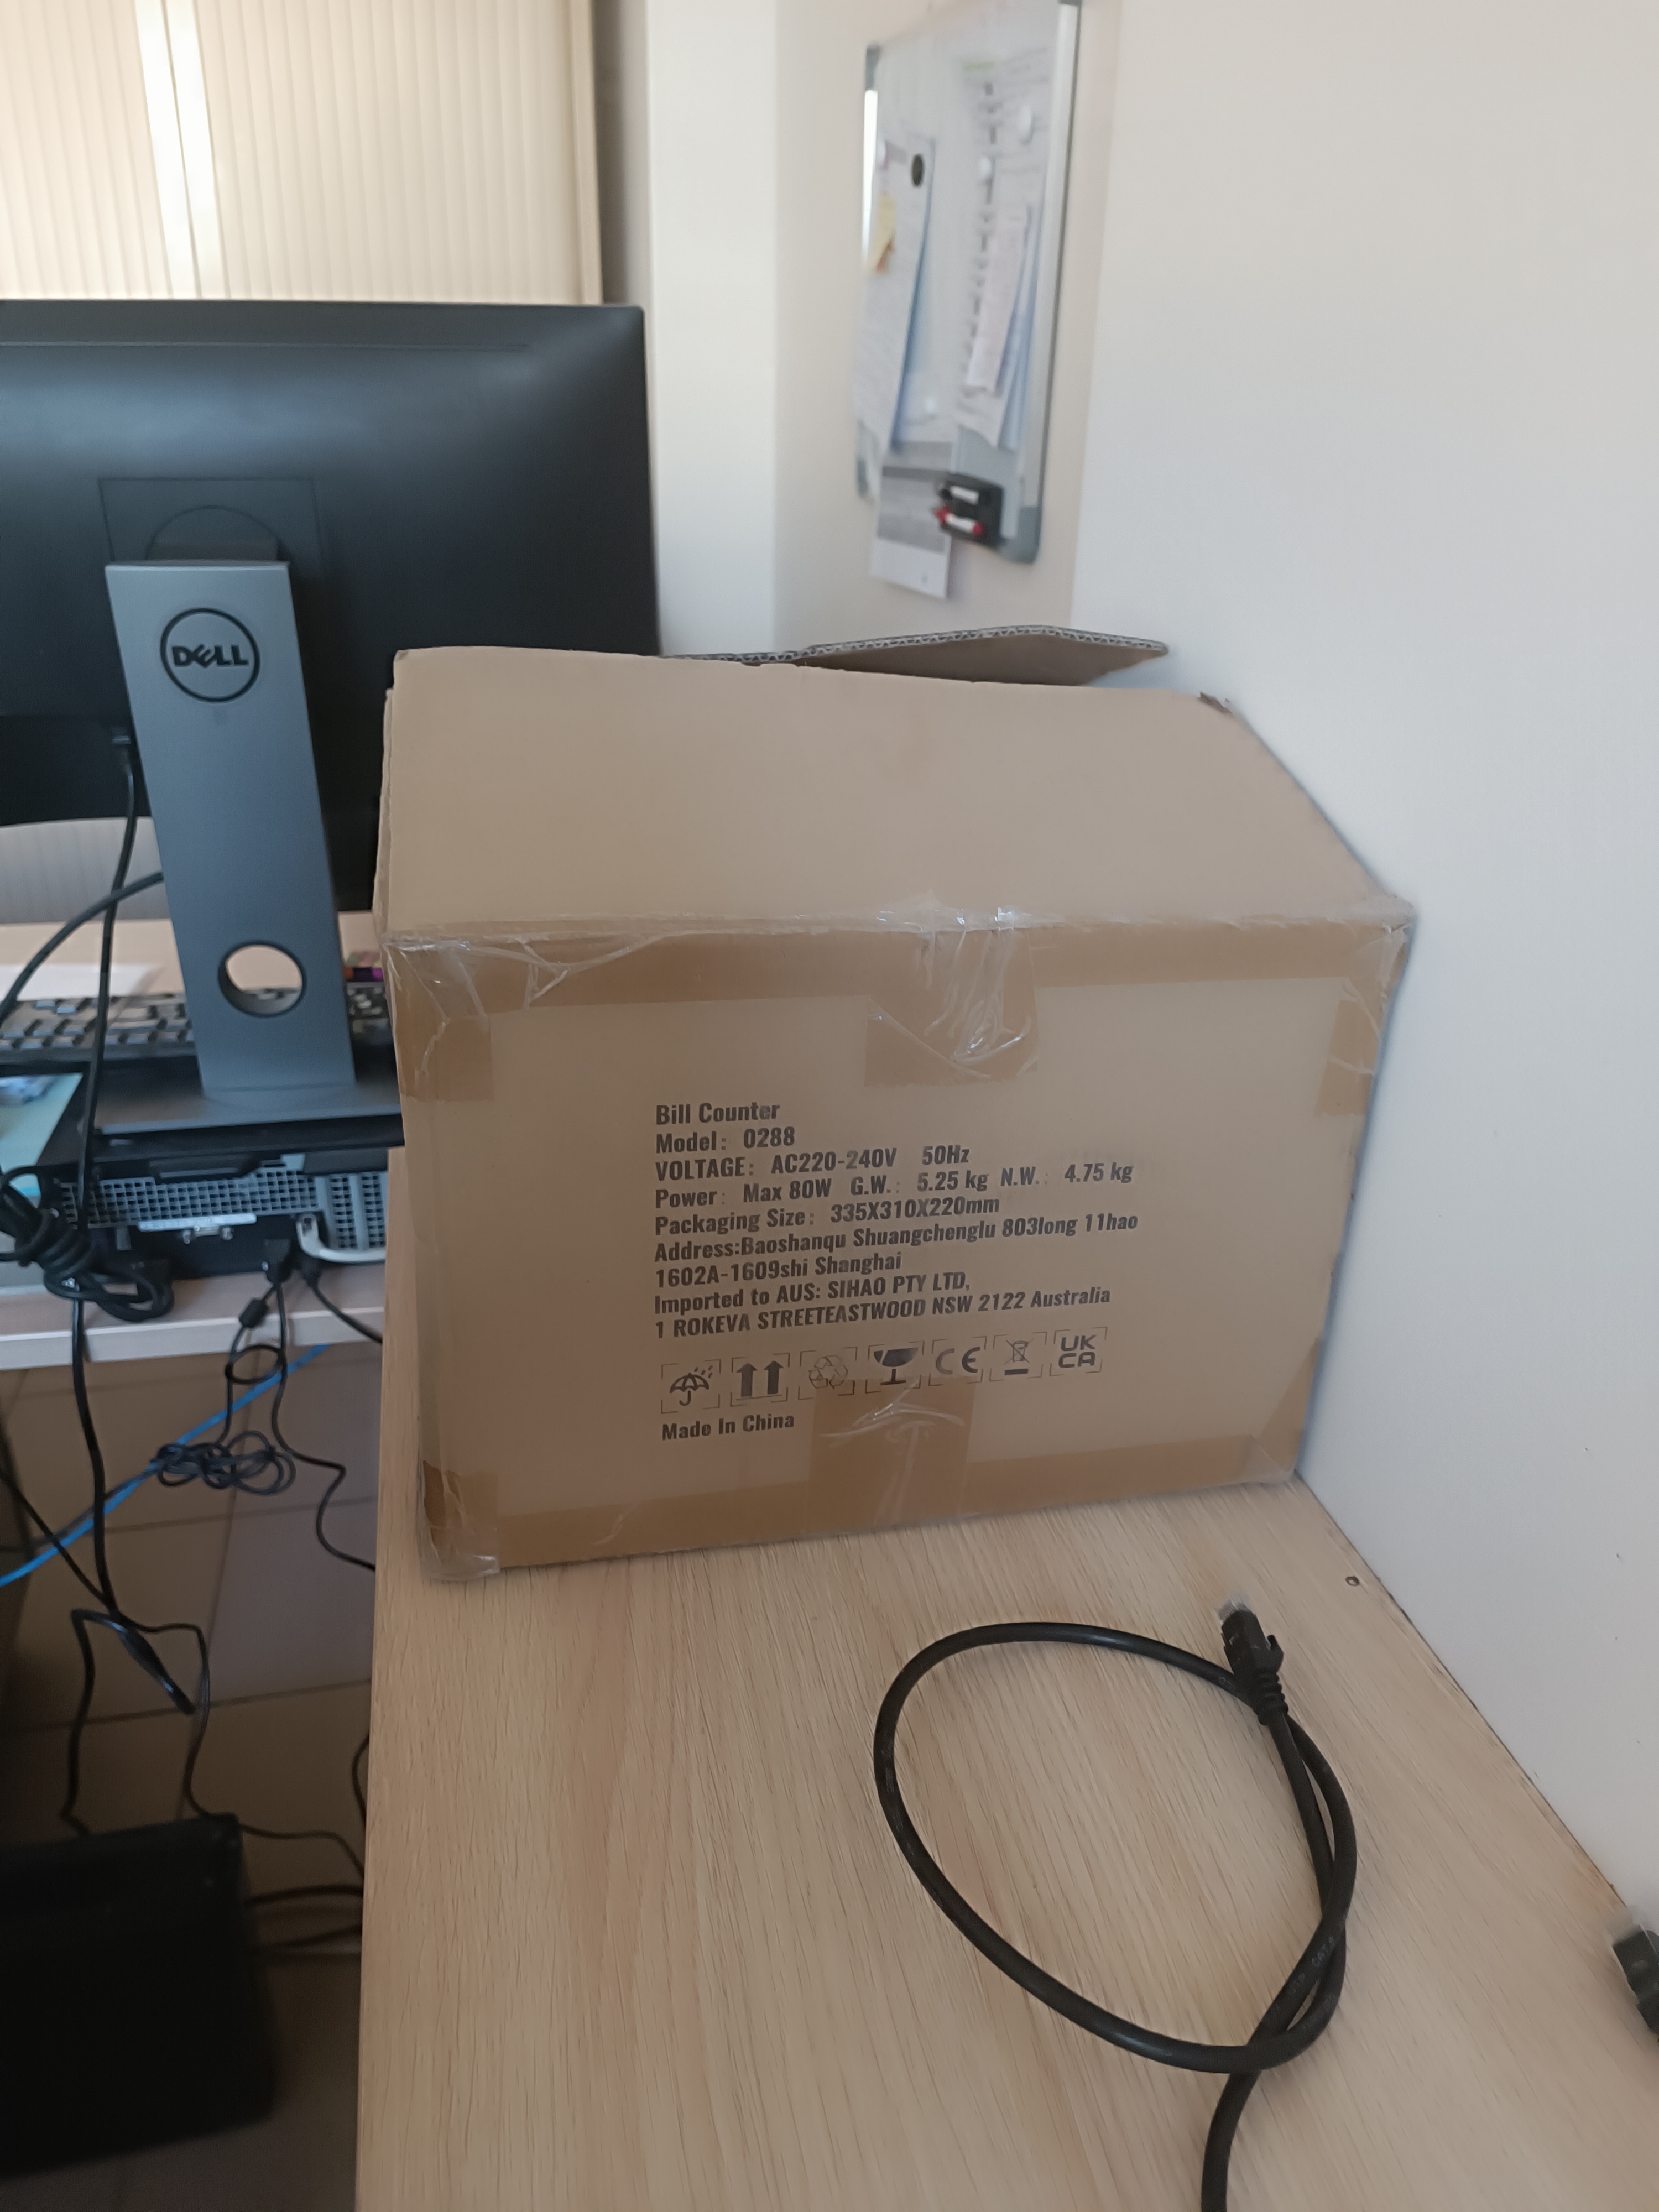 DELL
Bill Counter
Model: 0288
VOLTAGE: AC220-240V 50Hz
Power: Max 80W G.W.: 5.25 kg N.W.: 4.75 kg
Packaging Size: 335X310X220mm
Address:Baoshanqu Shuangchenglu 803long 11hao
1602A-1609shi Shanghai
Imported to AUS: SIHAO PTY LTD,
1 ROKEVA STREETEASTWOOD NSW 2122 Australia
CE
UK
CA
Made In China